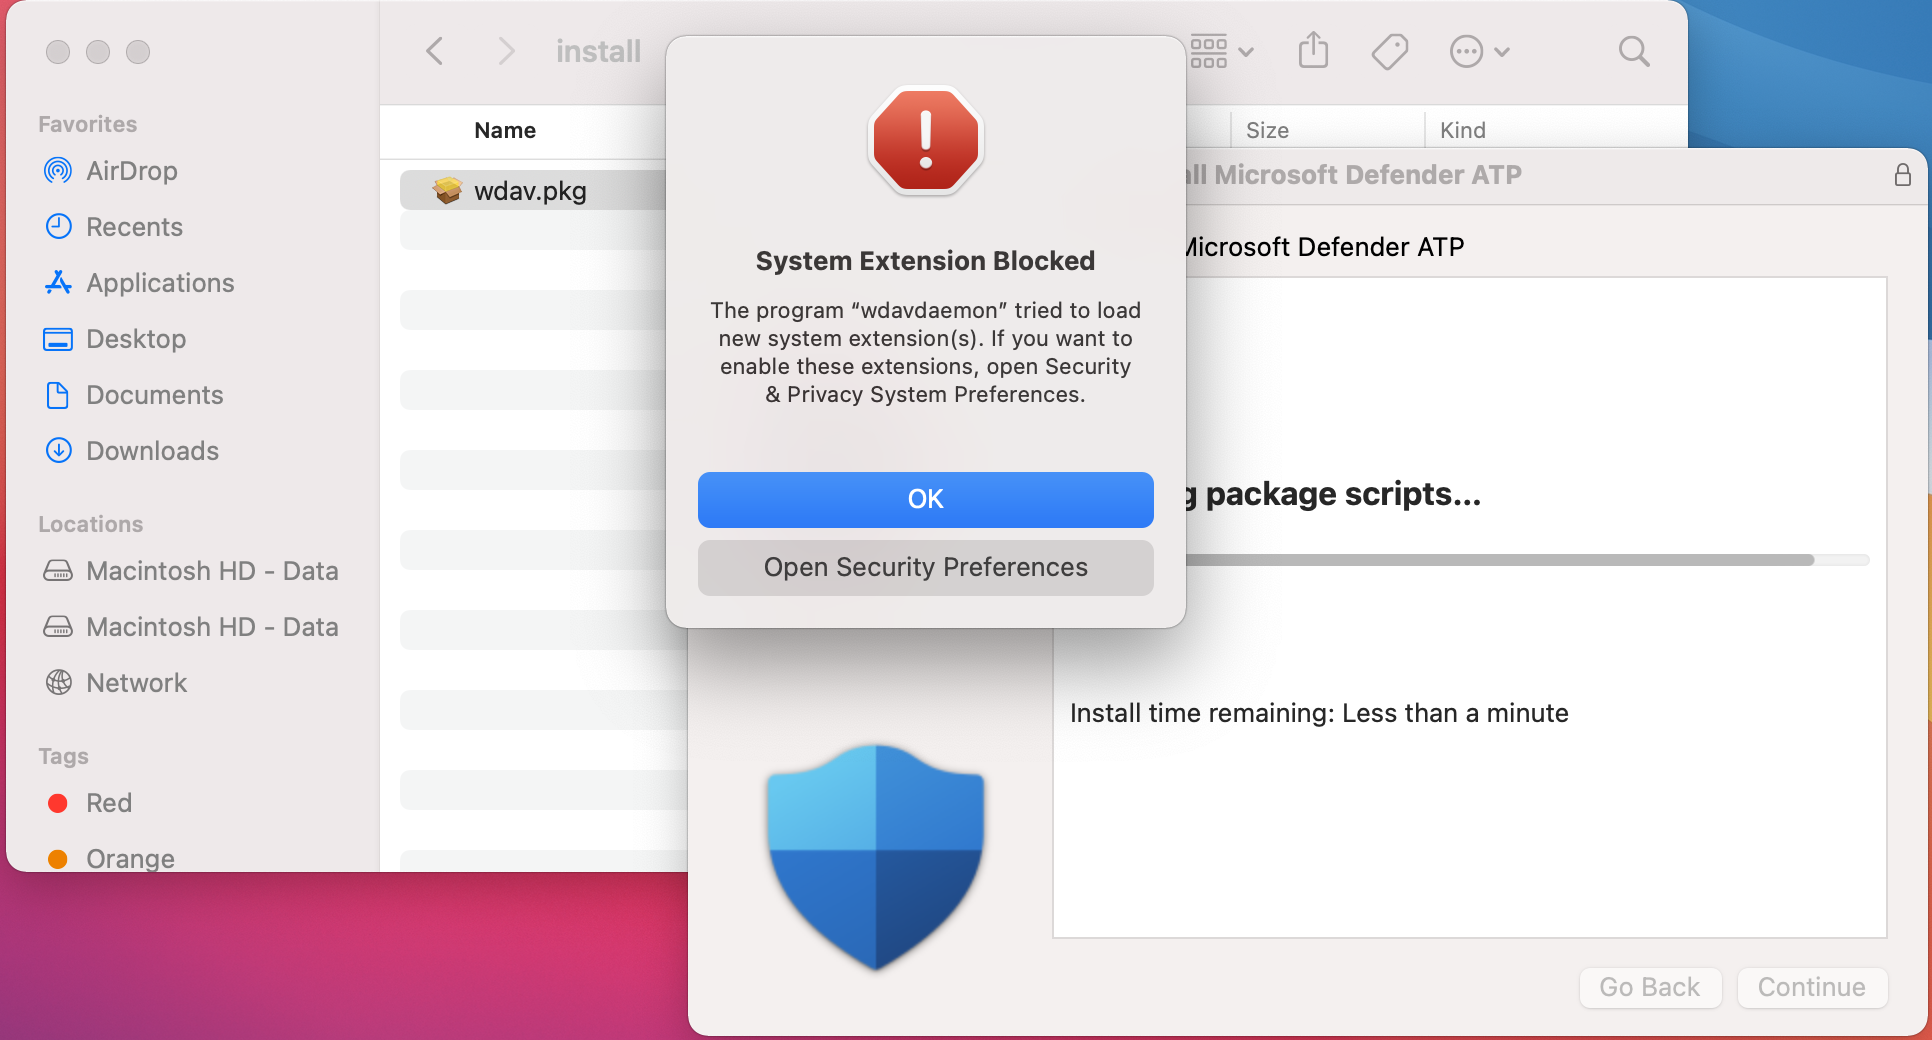 install
Favorites
AirDrop
Recents
Applications
Desktop
Documents
Downloads
Locations
Macintosh HD - Data
Macintosh HD - Data
Network
Tags
Red
Orange
Name
Size
Kind
wdav.pkg
System Extension Blocked
The program “wdavdaemon” tried to load
new system extension(s). If you want to
enable these extensions, open Security
& Privacy System Preferences.
OK
Open Security Preferences
Microsoft Defender ATP
Microsoft Defender ATP
package scripts...
Install time remaining: Less than a minute
Go Back
Continue